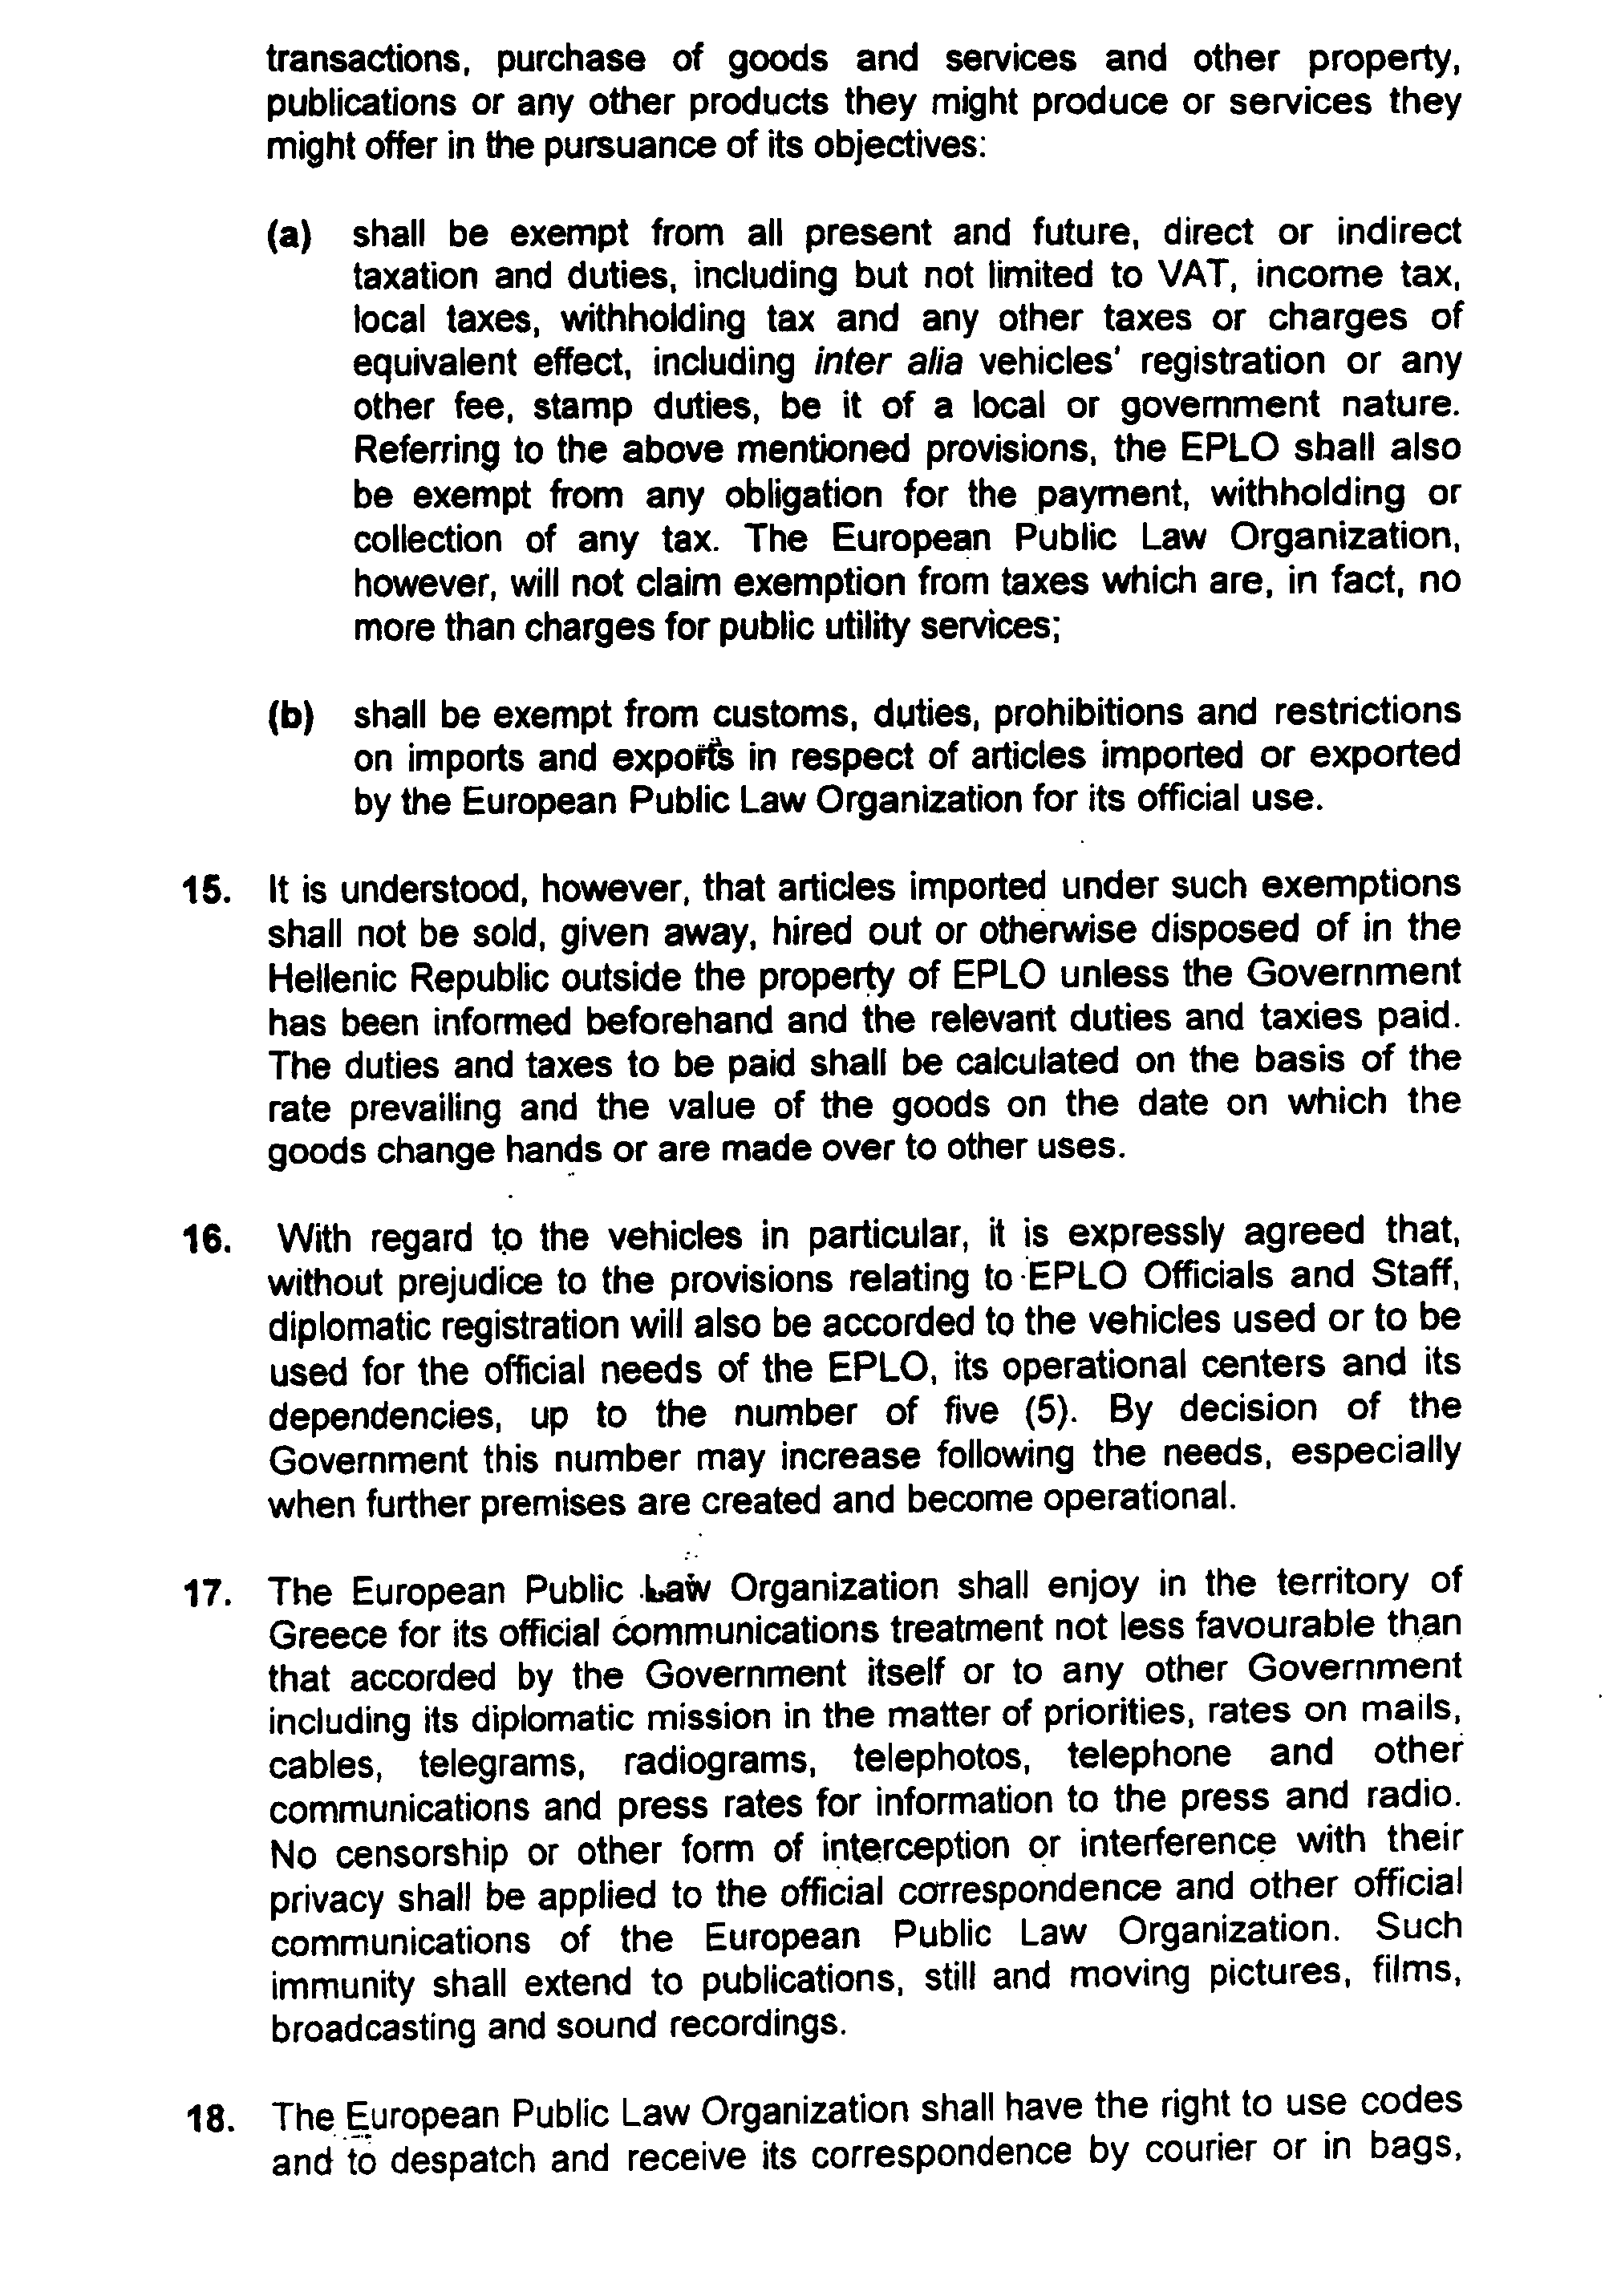 transactions, purchase of goods and services and other property,
publications or any other products they might produce or services they
might offer in the pursuance of its objectives:
(a) shall be exempt from all present and future, direct or indirect
taxation and duties, including but not limited to VAT, income tax,
local taxes, withholding tax and any other taxes or charges of
equivalent effect, including inter alia vehicles' registration or any
other fee, stamp duties, be it of a local or government nature.
Referring to the above mentioned provisions, the EPLO shall also
be exempt from any obligation for the payment, withholding or
collection of any tax. The European Public Law Organization,
however, will not claim exemption from taxes which are, in fact, no
more than charges for public utility services;
(b) shall be exempt from customs, duties, prohibitions and restrictions
on imports and exports in respect of articles imported or exported
by the European Public Law Organization for its official use.
15. It is understood, however, that articles imported under such exemptions
shall not be sold, given away, hired out or otherwise disposed of in the
Hellenic Republic outside the property of EPLO unless the Government
has been informed beforehand and the relevant duties and taxies paid.
The duties and taxes to be paid shall be calculated on the basis of the
rate prevailing and the value of the goods on the date on which the
goods change hands or are made over to other uses.
16. With regard to the vehicles in particular, it is expressly agreed that,
without prejudice to the provisions relating to EPLO Officials and Staff,
diplomatic registration will also be accorded to the vehicles used or to be
used for the official needs of the EPLO, its operational centers and its
dependencies, up to the number of five (5). By decision of the
Government this number may increase following the needs, especially
when further premises are created and become operational.
17. The European Public Law Organization shall enjoy in the territory of
Greece for its official communications treatment not less favourable than
that accorded by the Government itself or to any other Government
including its diplomatic mission in the matter of priorities, rates on mails,
cables, telegrams, radiograms, telephotos, telephone and other
communications and press rates for information to the press and radio.
No censorship or other form of interception or interference with their
privacy shall be applied to the official correspondence and other official
communications of the European Public Law Organization. Such
immunity shall extend to publications, still and moving pictures, films,
broadcasting and sound recordings.
18. The European Public Law Organization shall have the right to use codes
and to despatch and receive its correspondence by courier or in bags,